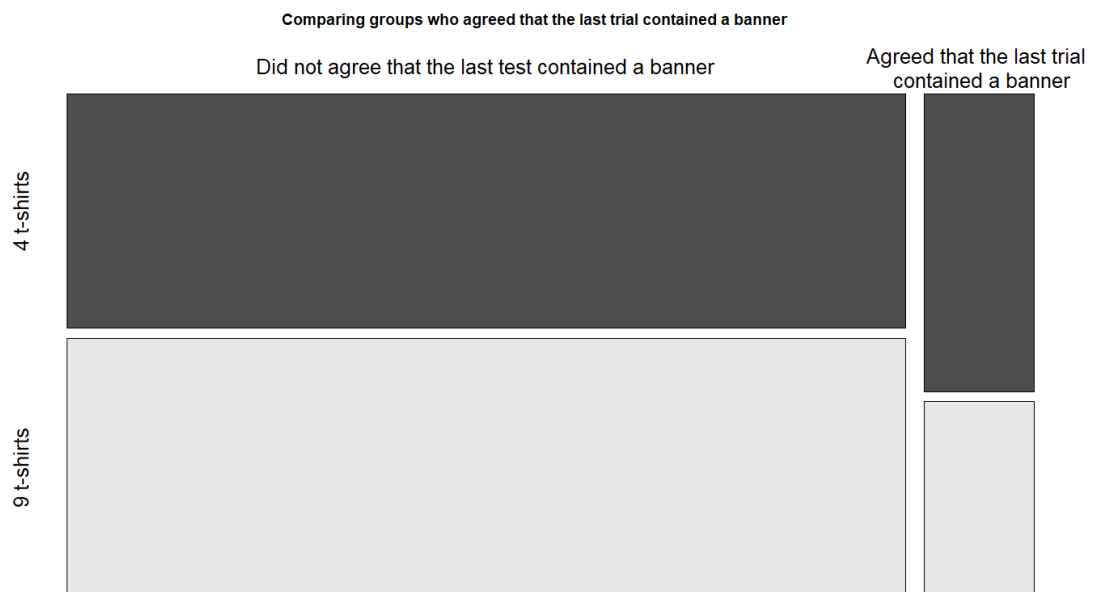 Comparing groups who agreed that the last trial contained a banner
Did not agree that the last test contained a banner
Agreed that the last trial
contained a banner
4 t-shirts
9 t-shirts